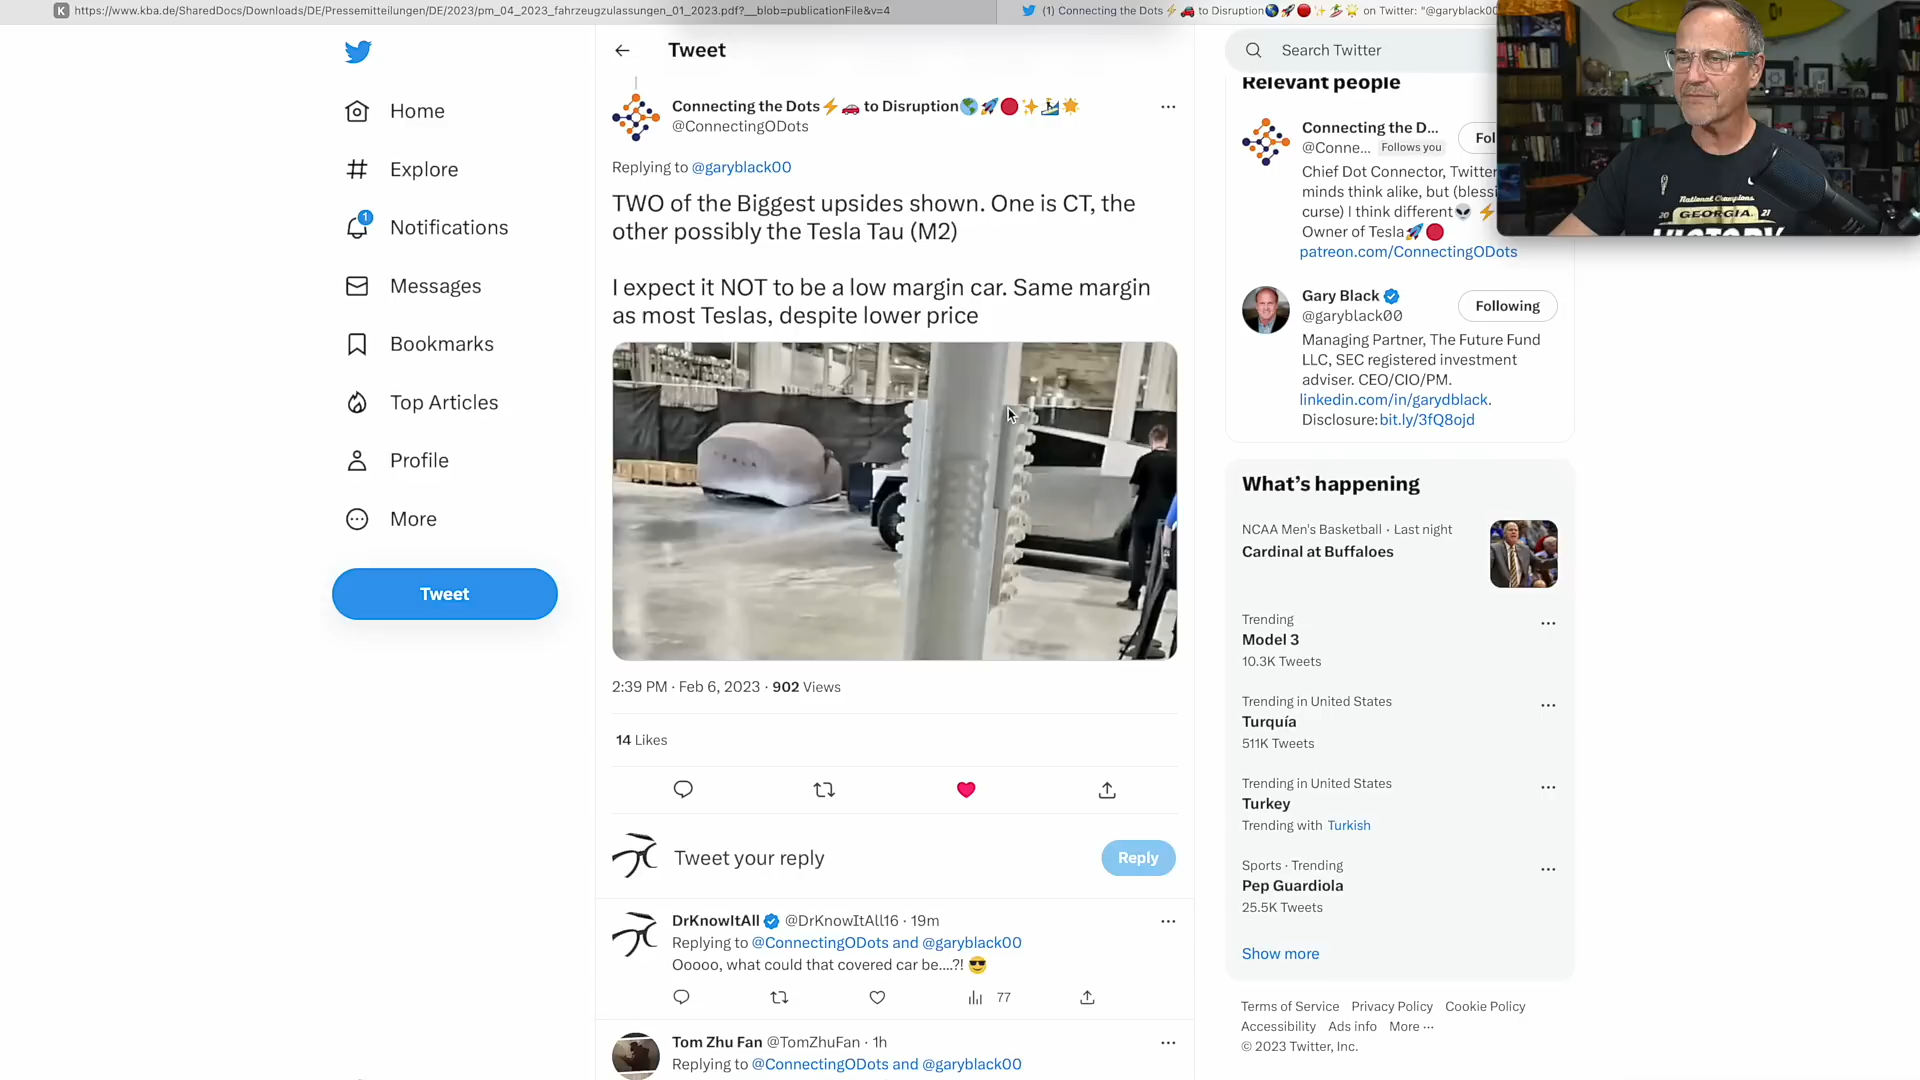 K https://www.kba.de/SharedDocs/Downloads/DE/Pressemitteilungen/DE/2023/pm_04_2023_fahrzeugzulassungen_01_2023.pdf?__blob=publicationFile&v=4
(1) Connecting the Dots⚡🚗 to Disruption🌎🚀🔴✨🏄🌟 on Twitter: "@garyblack00
Home
Explore
1
Notifications
Messages
Bookmarks
Top Articles
Profile
More
Tweet
Tweet
Connecting the Dots⚡🚗 to Disruption🌎🚀🔴✨🏄🌟
@ConnectingODots
Replying to @garyblack00
TWO of the Biggest upsides shown. One is CT, the
other possibly the Tesla Tau (M2)
I expect it NOT to be a low margin car. Same margin
as most Teslas, despite lower price
TESLA
2:39 PM · Feb 6, 2023 · 902 Views
14 Likes
Tweet your reply
Reply
DrKnowItAll @DrKnowItAll16 · 19m
Replying to @ConnectingODots and @garyblack00
Ooooo, what could that covered car be....?! 😎
77
Tom Zhu Fan @TomZhuFan · 1h
Replying to @ConnectingODots and @garyblack00
Search Twitter
Relevant people
Connecting the D...
Fol
@Conne... Follows you
Chief Dot Connector, Twitter
minds think alike, but (blessi
curse) I think different👽 ⚡
Owner of Tesla🚀🔴
patreon.com/ConnectingODots
Gary Black
Following
@garyblack00
Managing Partner, The Future Fund
LLC, SEC registered investment
adviser. CEO/CIO/PM.
linkedin.com/in/garydblack.
Disclosure:bit.ly/3fQ8ojd
What's happening
NCAA Men's Basketball · Last night
Cardinal at Buffaloes
Trending
Model 3
10.3K Tweets
Trending in United States
Turquía
511K Tweets
Trending in United States
Turkey
Trending with Turkish
Sports · Trending
Pep Guardiola
25.5K Tweets
Show more
Terms of Service Privacy Policy Cookie Policy
Accessibility Ads info More ···
© 2023 Twitter, Inc.
National Champions
20 GEORGIA 21
VICTORY